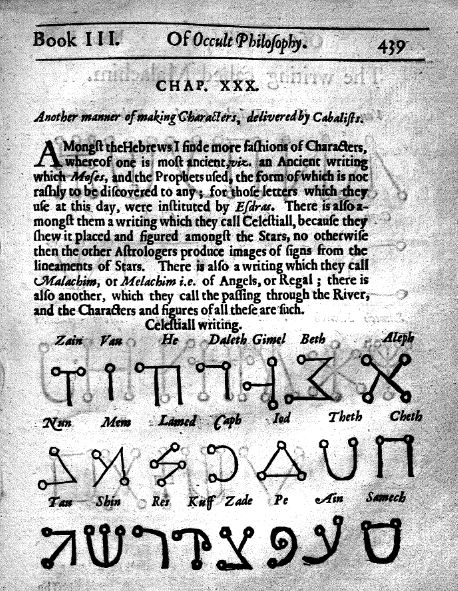 Book III. Of Occult Philosophy. 439
CHAP. XXX.
Another manner of making Characters, delivered by Cabalists.
AMongſt theHebrews I finde more faſhions of Characters,
whereof one is moſt ancient, viz. an Ancient writing
which Moſes, and the Prophets uſed, the form of which is not
raſhly to be diſcovered to any; for thoſe letters which they
uſe at this day, were inſtituted by Eſdras. There is alſo a-
mongſt them a writing which they call Celeſtiall, becauſe they
ſhew it placed and figured amongſt the Stars, no otherwiſe
then the other Aſtrologers produce images of ſigns from the
lineaments of Stars. There is alſo a writing which they call
Malachim, or Melachim i.e. of Angels, or Regal; there is
alſo another, which they call the paſſing through the River,
and the Characters and figures of all theſe are ſuch.
Celeſtiall writing.
Zain Vau He Daleth Gimel Beth Aleph
Nun Mem Lamed Caph Iod Theth Cheth
Tau Shin Res Kuff Zade Pe Ain Samech